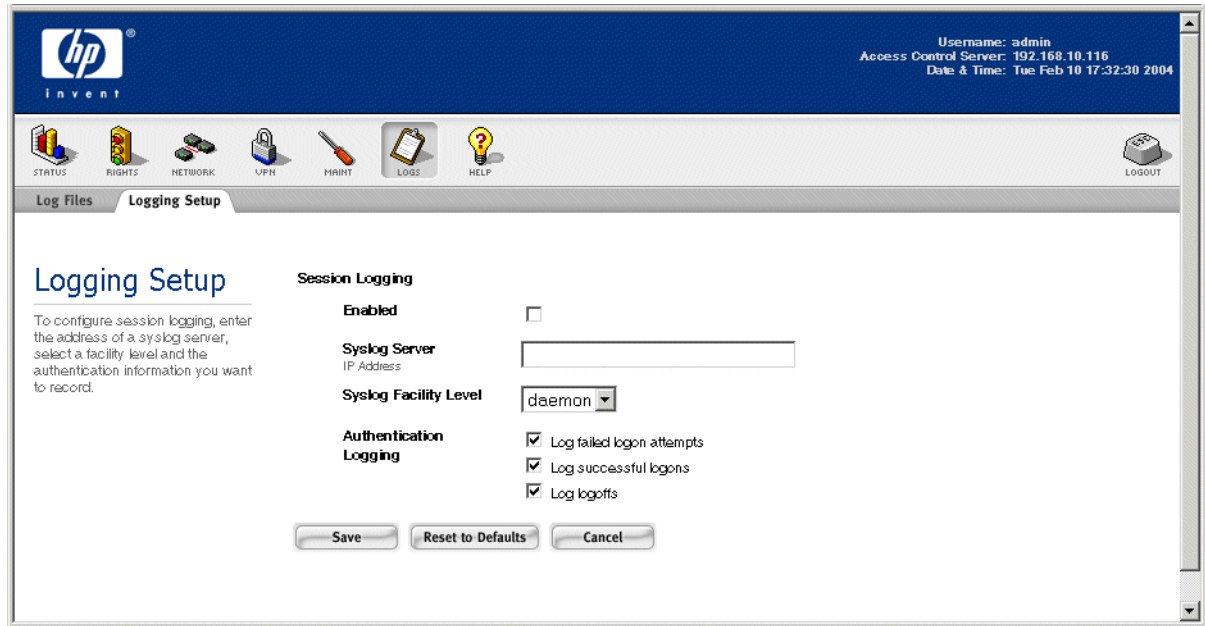 hp
®
invent
Username: admin
Access Control Server: 192.168.10.116
Date & Time: Tue Feb 10 17:32:30 2004
STATUS
RIGHTS
NETWORK
VPN
MAINT
LOGS
HELP
LOGOUT
Log Files
Logging Setup
Logging Setup
To configure session logging, enter
the address of a syslog server,
select a facility level and the
authentication information you want
to record.
Session Logging
Enabled
Syslog Server
IP Address
Syslog Facility Level
daemon
Authentication
Logging
Log failed logon attempts
Log successful logons
Log logoffs
Save
Reset to Defaults
Cancel